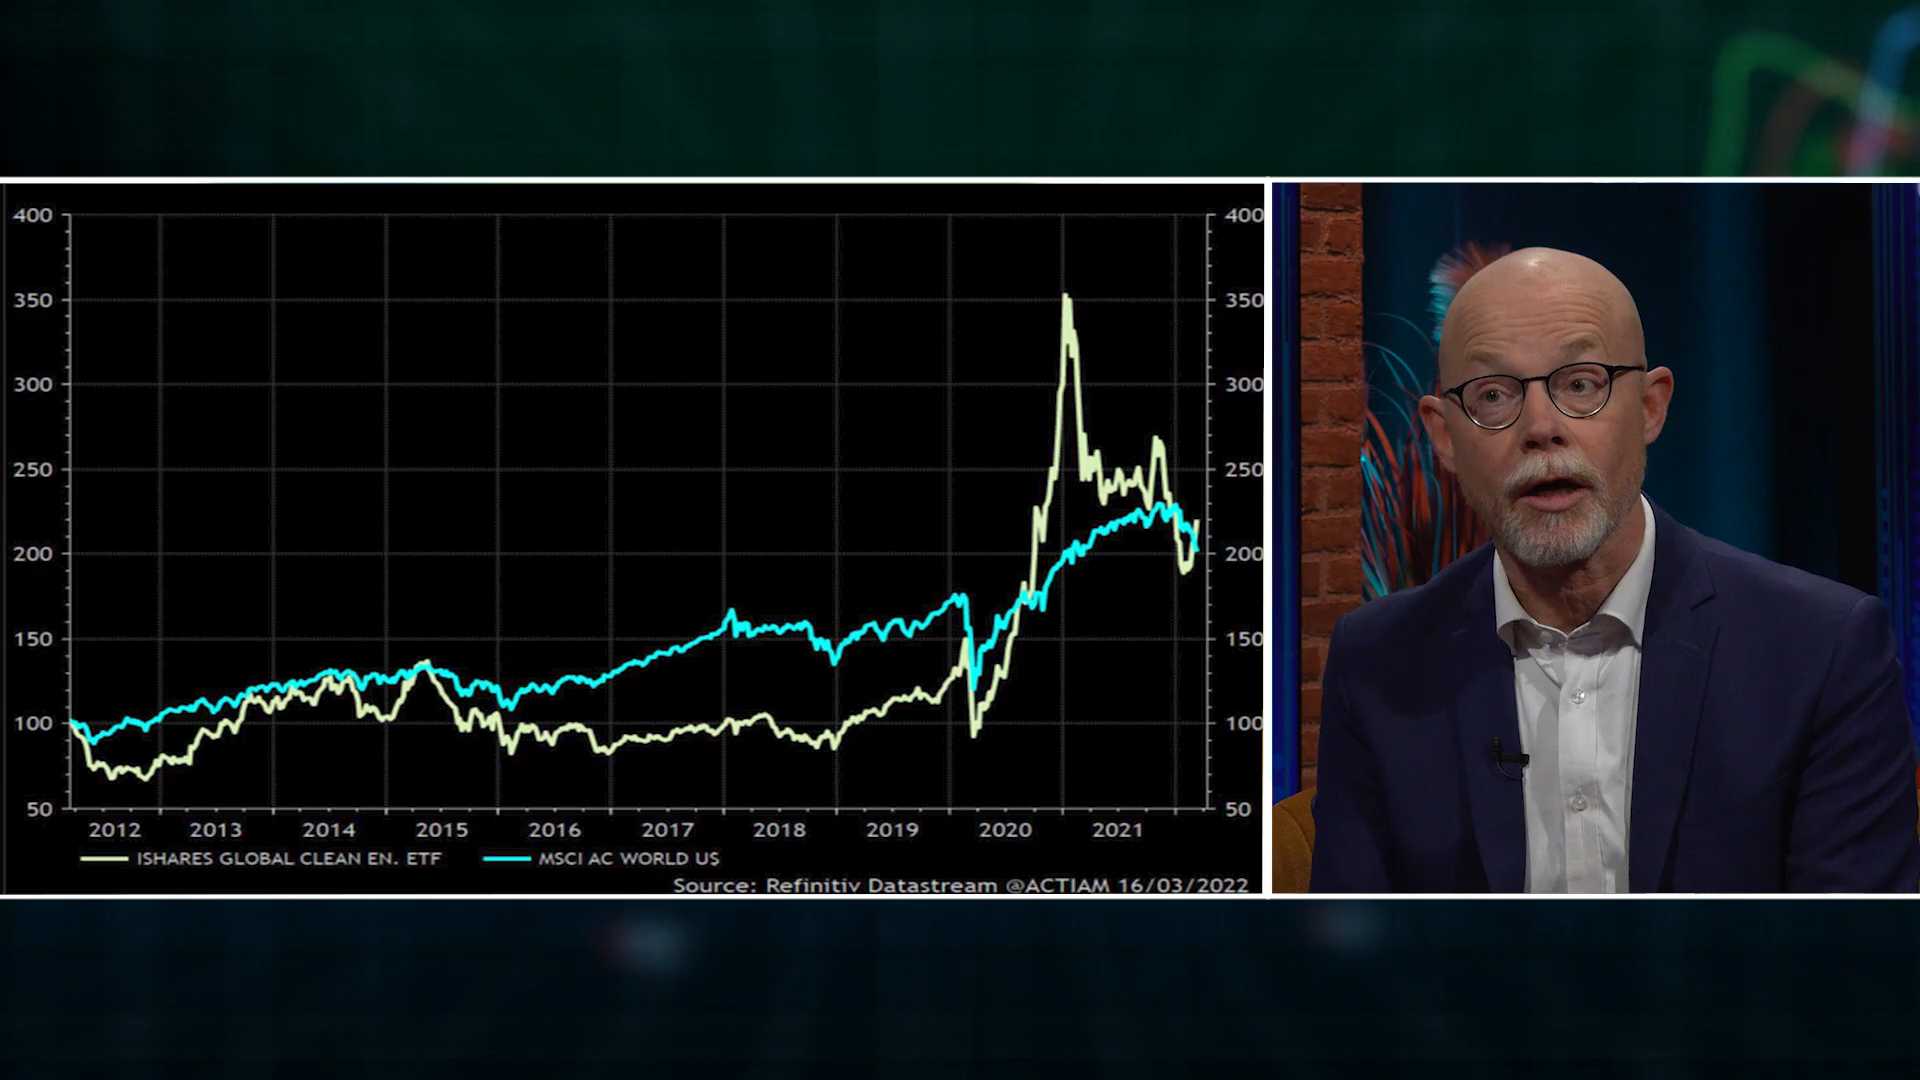 400 400
350 350
300 300
250 250
200 200
150 150
100 100
50 50
2012 2013 2014 2015 2016 2017 2018 2019 2020 2021
ISHARES GLOBAL CLEAN EN. ETF MSCI AC WORLD U$
Source: Refinitiv Datastream @ACTIAM 16/03/2022